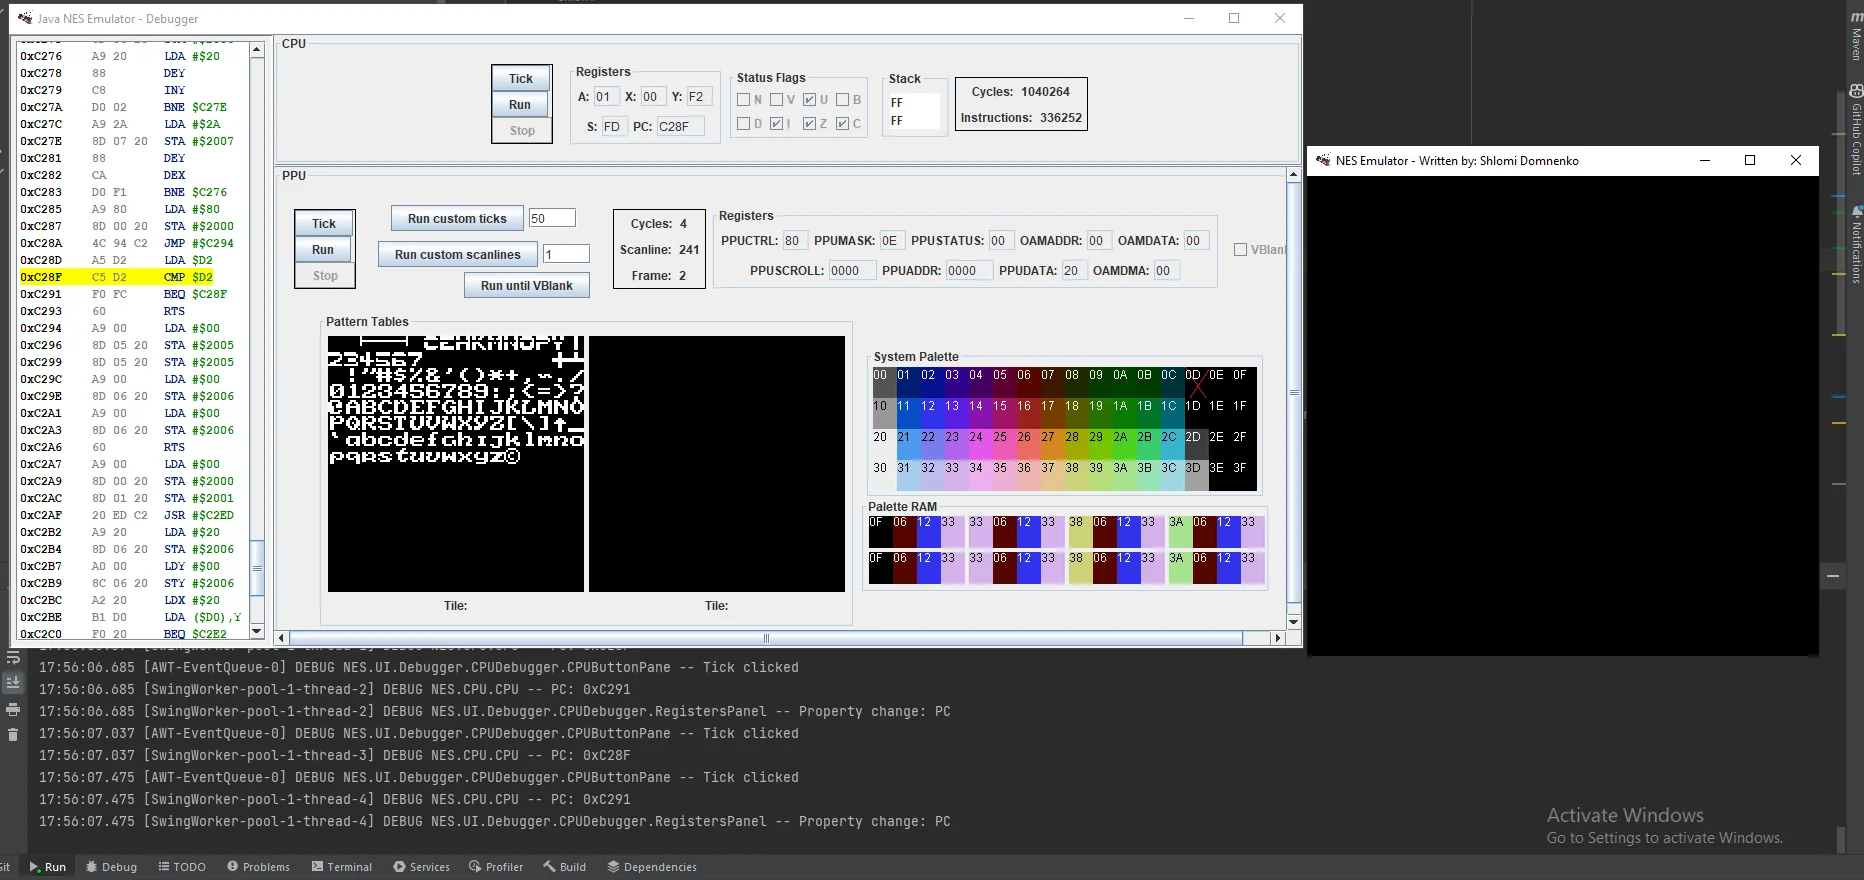 Java NES Emulator - Debugger
0xC276 A9 20 LDA #$20
0xC278 88 DEY
0xC279 C8 INY
0xC27A D0 02 BNE $C27E
0xC27C A9 2A LDA #$2A
0xC27E 8D 07 20 STA #$2007
0xC281 88 DEY
0xC282 CA DEX
0xC283 D0 F1 BNE $C276
0xC285 A9 80 LDA #$80
0xC287 8D 00 20 STA #$2000
0xC28A 4C 94 C2 JMP #$C294
0xC28D A5 D2 LDA $D2
0xC28F C5 D2 CMP $D2
0xC291 F0 FC BEQ $C28F
0xC293 60 RTS
0xC294 A9 00 LDA #$00
0xC296 8D 05 20 STA #$2005
0xC299 8D 05 20 STA #$2005
0xC29C A9 00 LDA #$00
0xC29E 8D 06 20 STA #$2006
0xC2A1 A9 00 LDA #$00
0xC2A3 8D 06 20 STA #$2006
0xC2A6 60 RTS
0xC2A7 A9 00 LDA #$00
0xC2A9 8D 00 20 STA #$2000
0xC2AC 8D 01 20 STA #$2001
0xC2AF 20 ED C2 JSR #$C2ED
0xC2B2 A9 20 LDA #$20
0xC2B4 8D 06 20 STA #$2006
0xC2B7 A0 00 LDY #$00
0xC2B9 8C 06 20 STY #$2006
0xC2BC A2 20 LDX #$20
0xC2BE B1 D0 LDA ($D0),Y
0xC2C0 F0 20 BEQ $C2E2
CPU
Tick
Run
Stop
Registers
A: 01 X: 00 Y: F2
S: FD PC: C28F
Status Flags
N V U B
D I Z C
Stack
FF
FF
Cycles: 1040264
Instructions: 336252
PPU
Tick
Run
Stop
Run custom ticks 50
Run custom scanlines 1
Run until VBlank
Cycles: 4
Scanline: 241
Frame: 2
Registers
PPUCTRL: 80 PPUMASK: 0E PPUSTATUS: 00 OAMADDR: 00 OAMDATA: 00
PPUSCROLL: 0000 PPUADDR: 0000 PPUDATA: 20 OAMDMA: 00
VBlan
Pattern Tables
234567
!"#$%&'()*+,-./
0123456789:;<=>?
@ABCDEFGHIJKLMNO
PQRSTUVWXYZ[\]
`abcdefghijklmno
pqrstuvwxyz©
Tile:
Tile:
System Palette
00 01 02 03 04 05 06 07 08 09 0A 0B 0C 0D 0E 0F
10 11 12 13 14 15 16 17 18 19 1A 1B 1C 1D 1E 1F
20 21 22 23 24 25 26 27 28 29 2A 2B 2C 2D 2E 2F
30 31 32 33 34 35 36 37 38 39 3A 3B 3C 3D 3E 3F
Palette RAM
0F 06 12 33 33 06 12 33 38 06 12 33 3A 06 12 33
0F 06 12 33 33 06 12 33 38 06 12 33 3A 06 12 33
NES Emulator - Written by: Shlomi Domnenko
Maven
GitHub Copilot
Notifications
17:56:06.685 [AWT-EventQueue-0] DEBUG NES.UI.Debugger.CPUDebugger.CPUButtonPane -- Tick clicked
17:56:06.685 [SwingWorker-pool-1-thread-2] DEBUG NES.CPU.CPU -- PC: 0xC291
17:56:06.685 [SwingWorker-pool-1-thread-2] DEBUG NES.UI.Debugger.CPUDebugger.RegistersPanel -- Property change: PC
17:56:07.037 [AWT-EventQueue-0] DEBUG NES.UI.Debugger.CPUDebugger.CPUButtonPane -- Tick clicked
17:56:07.037 [SwingWorker-pool-1-thread-3] DEBUG NES.CPU.CPU -- PC: 0xC28F
17:56:07.475 [AWT-EventQueue-0] DEBUG NES.UI.Debugger.CPUDebugger.CPUButtonPane -- Tick clicked
17:56:07.475 [SwingWorker-pool-1-thread-4] DEBUG NES.CPU.CPU -- PC: 0xC291
17:56:07.475 [SwingWorker-pool-1-thread-4] DEBUG NES.UI.Debugger.CPUDebugger.RegistersPanel -- Property change: PC
Activate Windows
Go to Settings to activate Windows.
Run Debug TODO Problems Terminal Services Profiler Build Dependencies